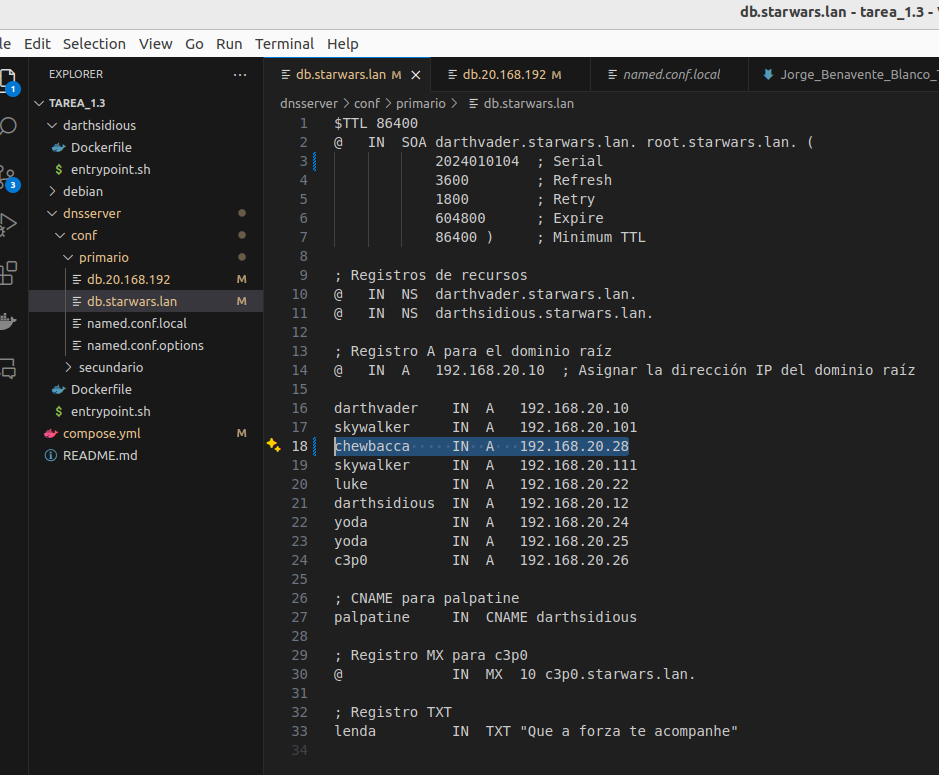 db.starwars.lan - tarea_1.3 -
le Edit Selection View Go Run Terminal Help
EXPLORER ...
db.starwars.lan M
db.20.168.192 M
named.conf.local
Jorge_Benavente_Blanco_
1
3
TAREA_1.3
darthsidious
Dockerfile
$ entrypoint.sh
debian
dnsserver
conf
primario
db.20.168.192 M
db.starwars.lan M
named.conf.local
named.conf.options
secundario
Dockerfile
$ entrypoint.sh
compose.yml M
README.md
dnsserver > conf > primario > db.starwars.lan
1 $TTL 86400
2 @ IN SOA darthvader.starwars.lan. root.starwars.lan. (
3 2024010104 ; Serial
4 3600 ; Refresh
5 1800 ; Retry
6 604800 ; Expire
7 86400 ) ; Minimum TTL
8
9 ; Registros de recursos
10 @ IN NS darthvader.starwars.lan.
11 @ IN NS darthsidious.starwars.lan.
12
13 ; Registro A para el dominio raíz
14 @ IN A 192.168.20.10 ; Asignar la dirección IP del dominio raíz
15
16 darthvader IN A 192.168.20.10
17 skywalker IN A 192.168.20.101
18 chewbacca IN A 192.168.20.28
19 skywalker IN A 192.168.20.111
20 luke IN A 192.168.20.22
21 darthsidious IN A 192.168.20.12
22 yoda IN A 192.168.20.24
23 yoda IN A 192.168.20.25
24 c3p0 IN A 192.168.20.26
25
26 ; CNAME para palpatine
27 palpatine IN CNAME darthsidious
28
29 ; Registro MX para c3p0
30 @ IN MX 10 c3p0.starwars.lan.
31
32 ; Registro TXT
33 lenda IN TXT "Que a forza te acompanhe"
34